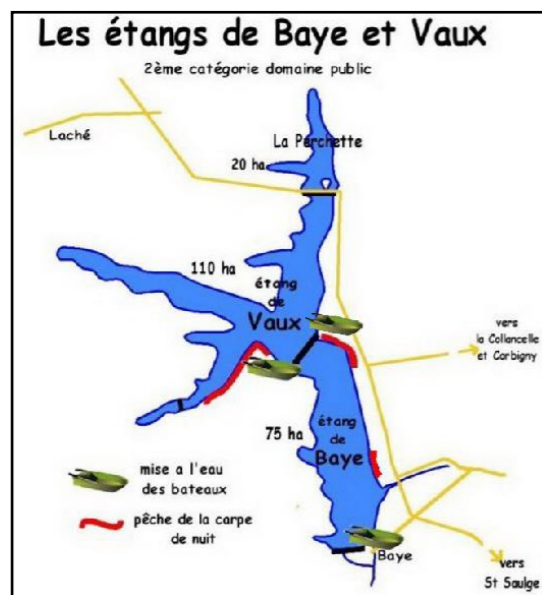 Les étangs de Baye et Vaux
2ème catégorie domaine public
La Perchette
Laché
20 ha
110 ha
étang
de
Vaux
vers
la Collancelle
et Corbigny
étang
de
Baye
75 ha
mise a l'eau
des bateaux
pêche de la carpe
de nuit
Baye
vers
St Saulge